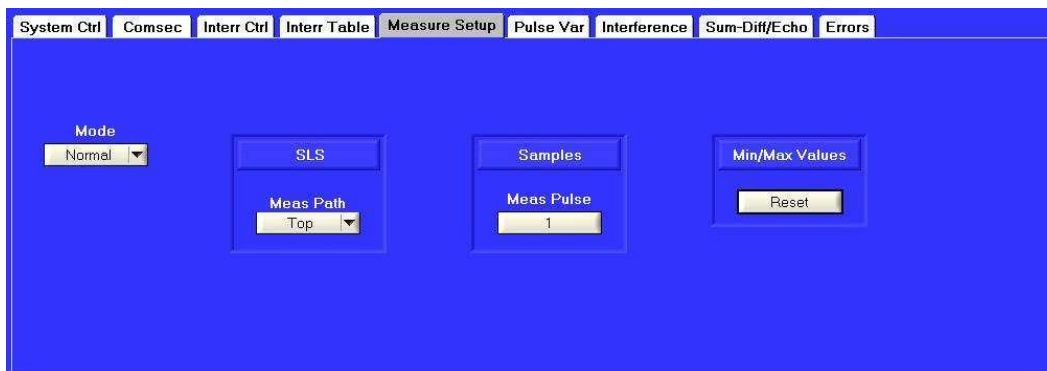 System Ctrl Comsec Interr Ctrl Interr Table Measure Setup Pulse Var Interference Sum-Diff/Echo Errors
Mode
Normal
SLS
Meas Path
Top
Samples
Meas Pulse
1
Min/Max Values
Reset